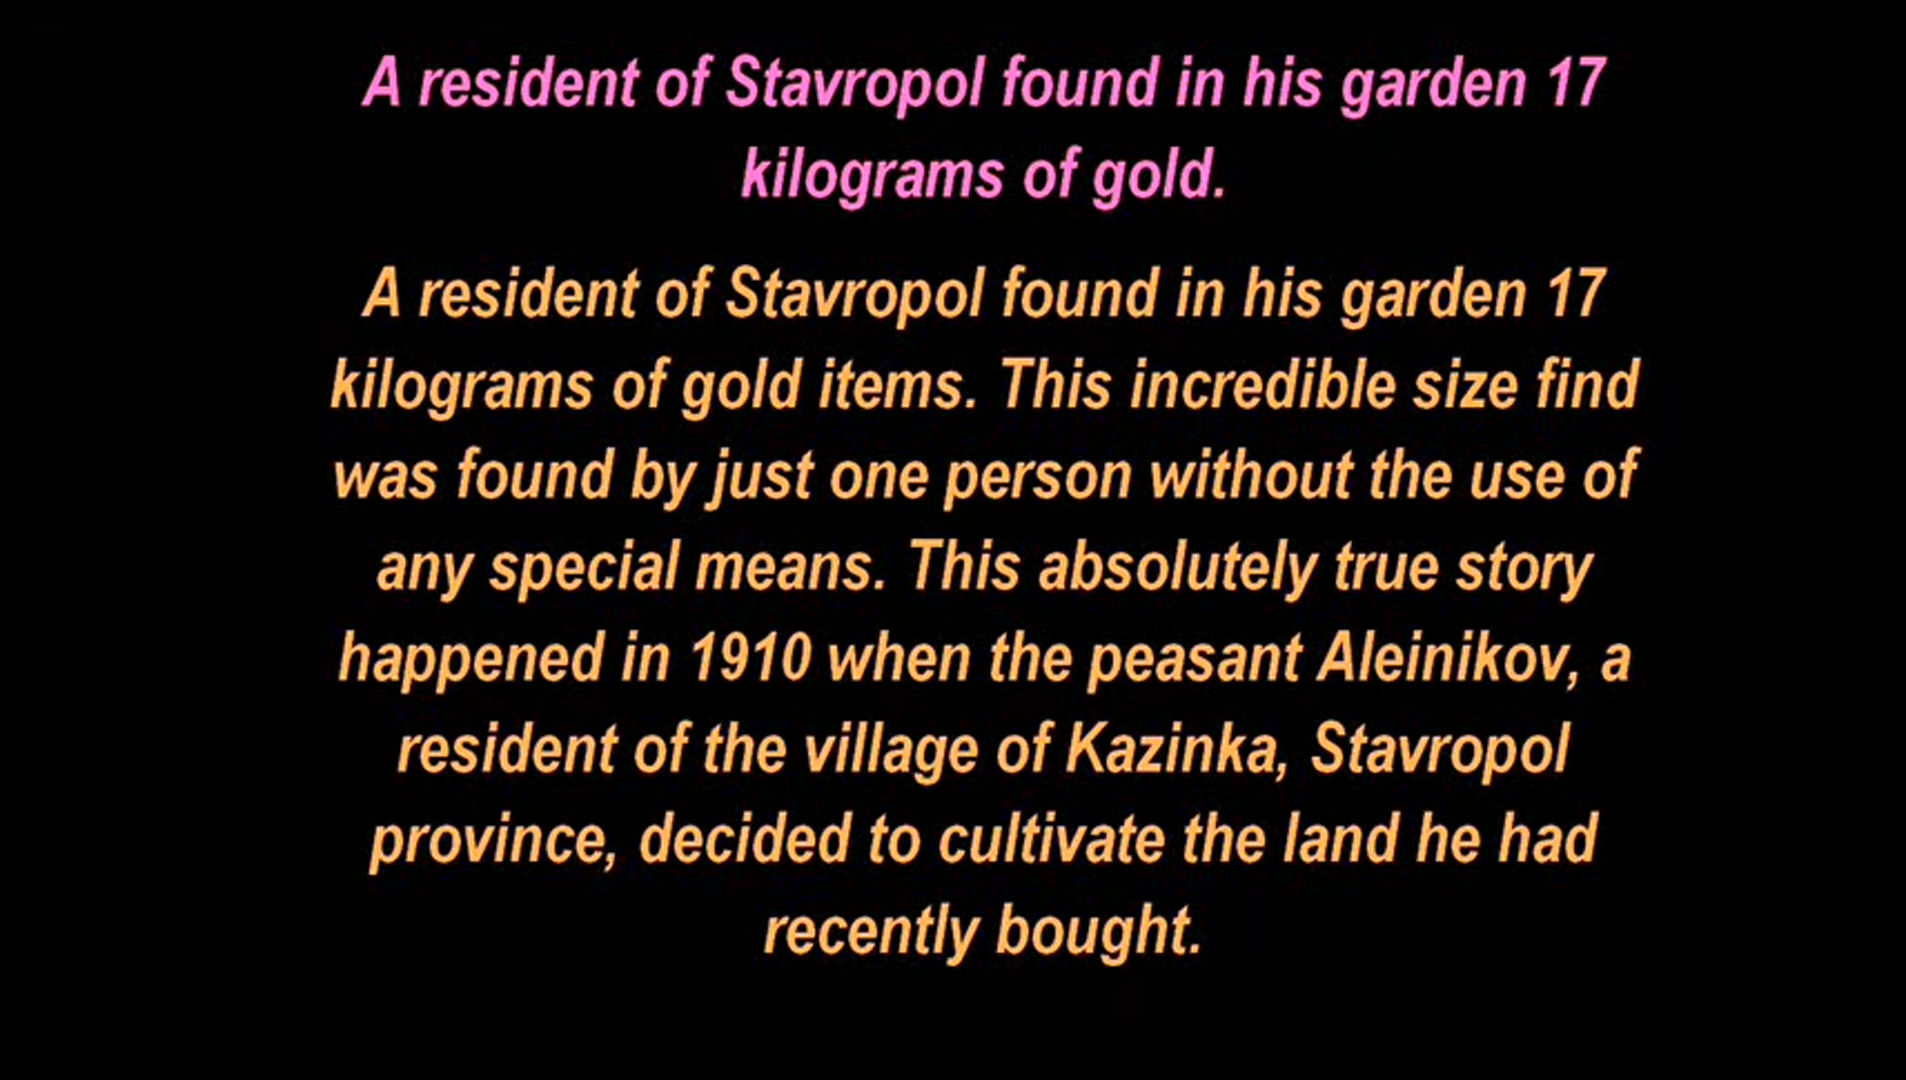 A resident of Stavropol found in his garden 17
kilograms of gold.
A resident of Stavropol found in his garden 17
kilograms of gold items. This incredible size find
was found by just one person without the use of
any special means. This absolutely true story
happened in 1910 when the peasant Aleinikov, a
resident of the village of Kazinka, Stavropol
province, decided to cultivate the land he had
recently bought.